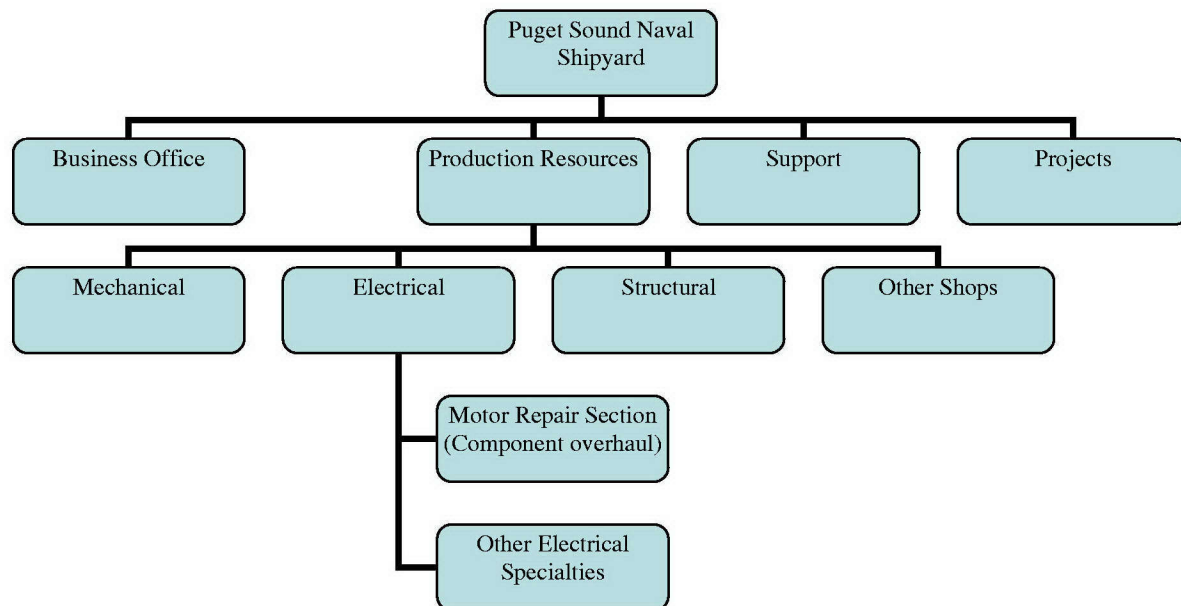 Puget Sound Naval
Shipyard
Business Office
Production Resources
Support
Projects
Mechanical
Electrical
Structural
Other Shops
Motor Repair Section
(Component overhaul)
Other Electrical
Specialties